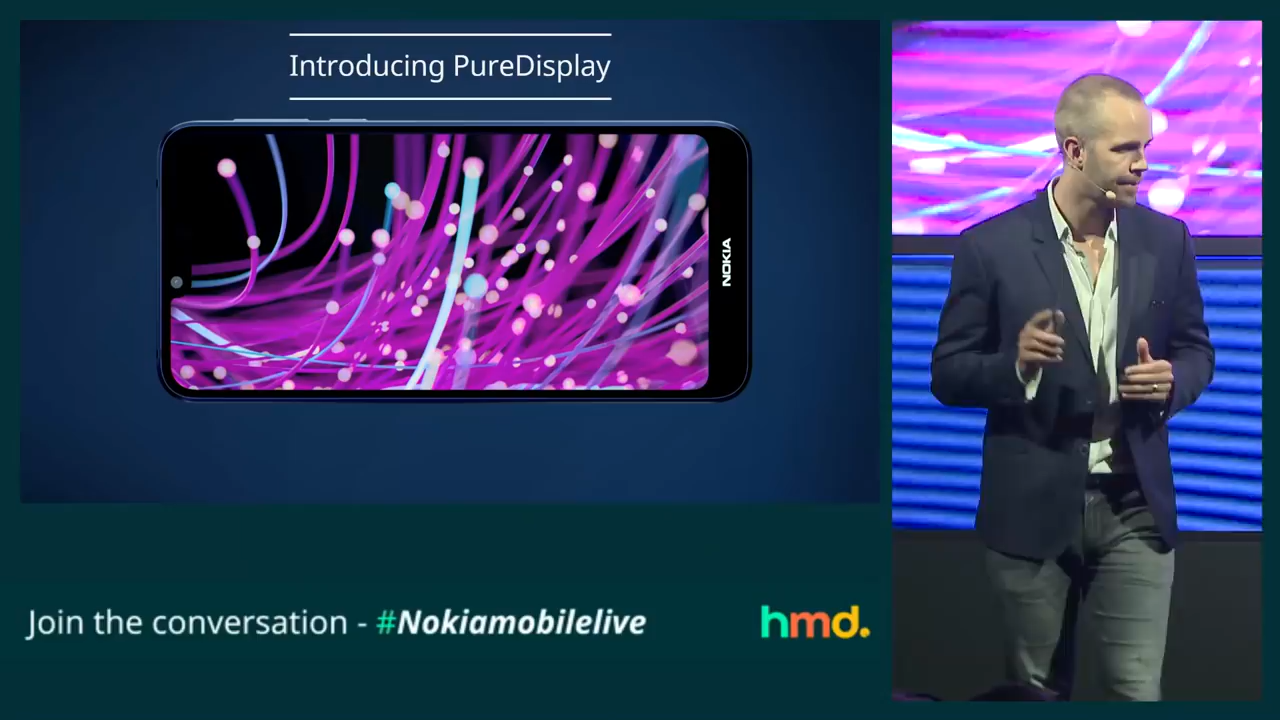 Introducing PureDisplay
NOKIA
Join the conversation - #Nokiamobilelive
hmd.